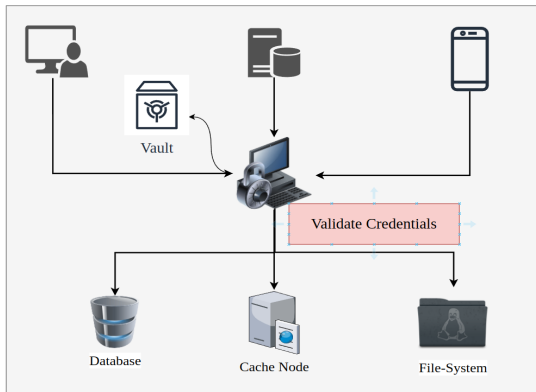 Vault
Validate Credentials
Database
Cache Node
File-System